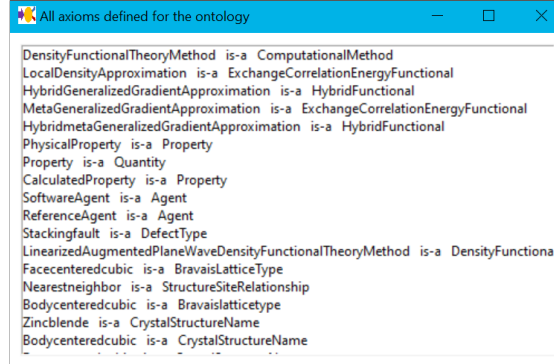 All axioms defined for the ontology
DensityFunctionalTheoryMethod is-a ComputationalMethod
LocalDensityApproximation is-a ExchangeCorrelationEnergyFunctional
HybridGeneralizedGradientApproximation is-a HybridFunctional
MetaGeneralizedGradientApproximation is-a ExchangeCorrelationEnergyFunctional
HybridmetaGeneralizedGradientApproximation is-a HybridFunctional
PhysicalProperty is-a Property
Property is-a Quantity
CalculatedProperty is-a Property
SoftwareAgent is-a Agent
ReferenceAgent is-a Agent
Stackingfault is-a DefectType
LinearizedAugmentedPlaneWaveDensityFunctionalTheoryMethod is-a DensityFunctiona
Facecenteredcubic is-a BravaisLatticeType
Nearestneighbor is-a StructureSiteRelationship
Bodycenteredcubic is-a Bravaislatticetype
Zincblende is-a CrystalStructureName
Bodycenteredcubic is-a CrystalStructureName